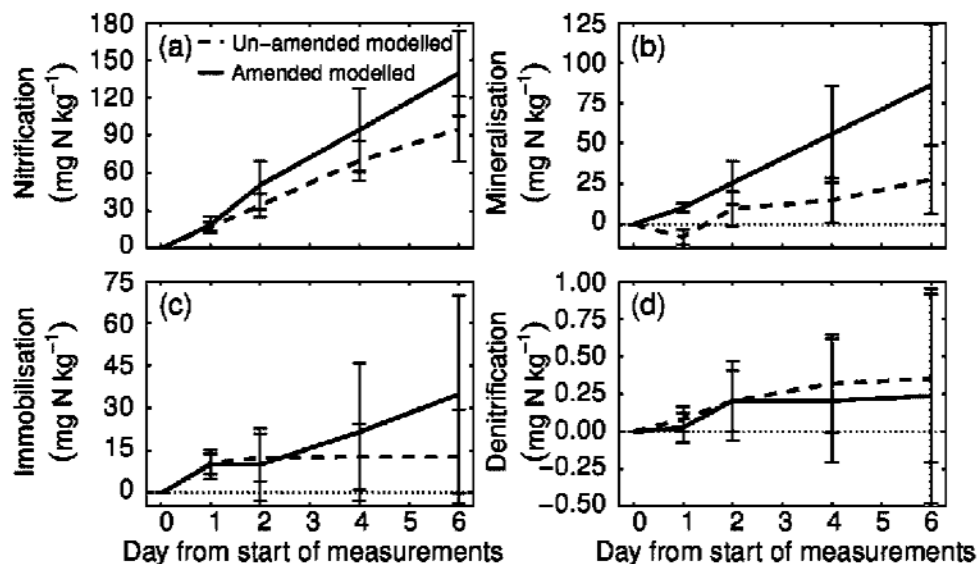 180
150
120
90
60
30
0
Nitrification
(mg N kg⁻¹)
(a)
Un-amended modelled
Amended modelled
125
100
75
50
25
0
Mineralisation
(mg N kg⁻¹)
(b)
75
60
45
30
15
0
Immobilisation
(mg N kg⁻¹)
(c)
0 1 2 3 4 5 6
Day from start of measurements
1.00
0.75
0.50
0.25
0.00
−0.25
−0.50
Denitrification
(mg N kg⁻¹)
(d)
0 1 2 3 4 5 6
Day from start of measurements